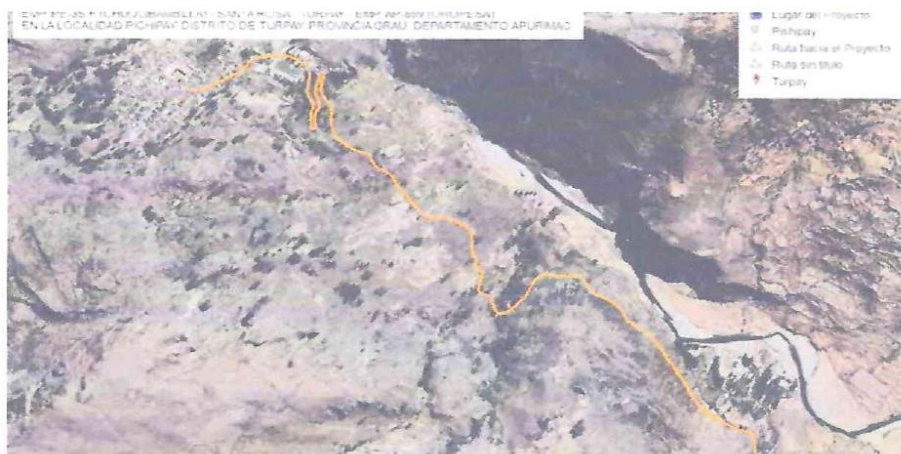 SANTA ROSA - TURPAY - EMP. AP-
EN LA LOCALIDAD PICHIPAY DISTRITO DE TURPAY PROVINCIA GRAU DEPARTAMENTO APURIMAC
Lugar del Proyecto
Pichipay
Ruta hacia el Proyecto
Ruta sin título
Turpay